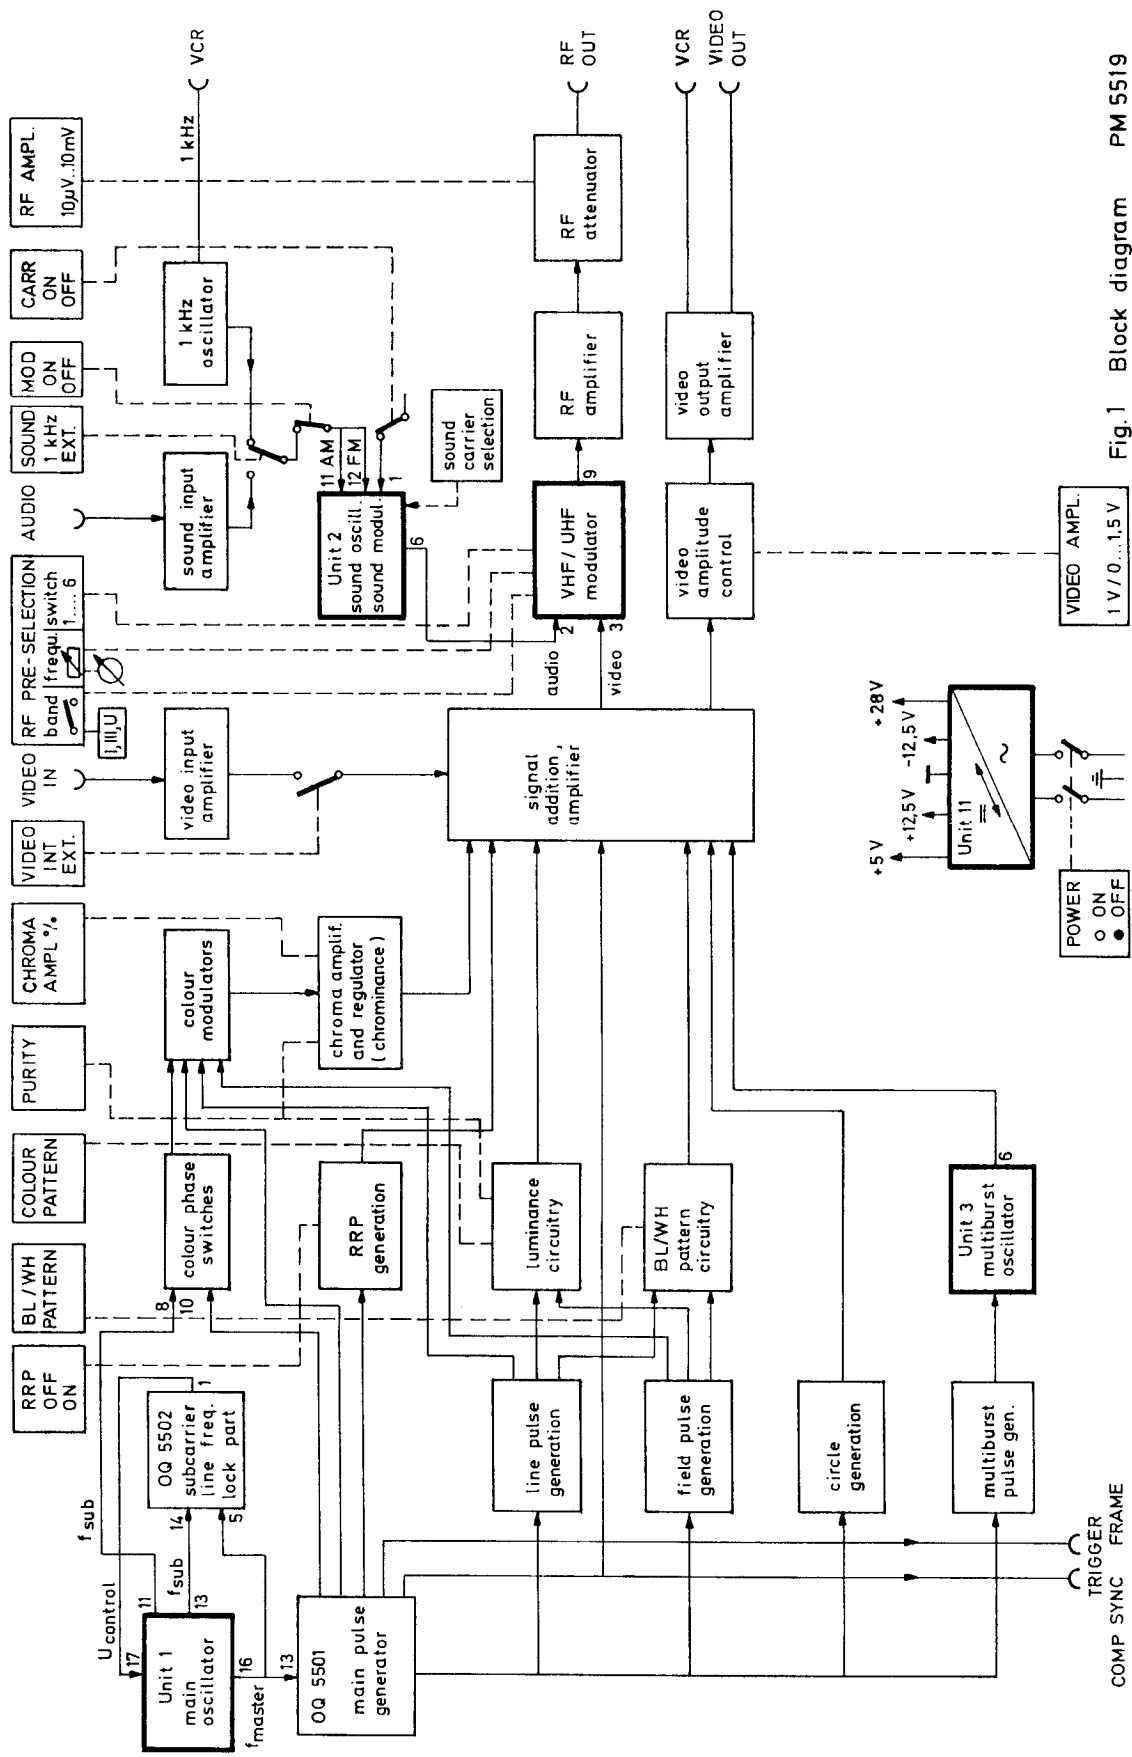 RRP
OFF
ON
BL/WH
PATTERN
COLOUR
PATTERN
PURITY
CHROMA
AMPL %
VIDEO
INT
EXT.
VIDEO
IN
RF PRE-SELECTION
band
frequ.
switch
1....6
I,III,U
AUDIO
SOUND
1 kHz
EXT.
MOD
ON
OFF
CARR
ON
OFF
RF AMPL.
10µV..10mV
U control
f sub
17
11
Unit 1
main
oscillator
13
fsub
14
5
OQ 5502
subcarrier
line freq.
lock part
1
16
f master
8
10
colour phase
switches
colour
modulators
video input
amplifier
sound input
amplifier
1 kHz
oscillator
1 kHz
VCR
13
OQ 5501
main pulse
generator
RRP
generation
chroma amplif.
and regulator
(chrominance)
Unit 2
sound oscill.
sound modul.
11 AM
12 FM
1
6
sound
carrier
selection
line pulse
generation
luminance
circuitry
signal
addition,
amplifier
audio
video
2
3
VHF/UHF
modulator
9
RF
amplifier
RF
attenuator
RF
OUT
field pulse
generation
BL/WH
pattern
circuitry
video
amplitude
control
video
output
amplifier
VCR
VIDEO
OUT
circle
generation
multiburst
pulse gen.
Unit 3
multiburst
oscillator
6
+5V
+12,5V
-12,5V
+28V
Unit 11
POWER
ON
OFF
VIDEO AMPL.
1V/0...1,5V
TRIGGER
COMP SYNC FRAME
Fig.1 Block diagram PM 5519